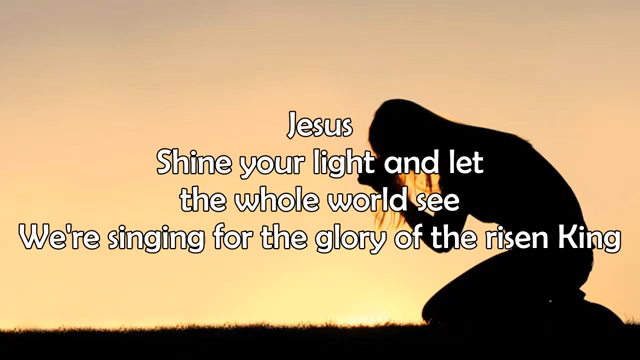 Jesus
Shine your light and let
the whole world see
We're singing for the glory of the risen King